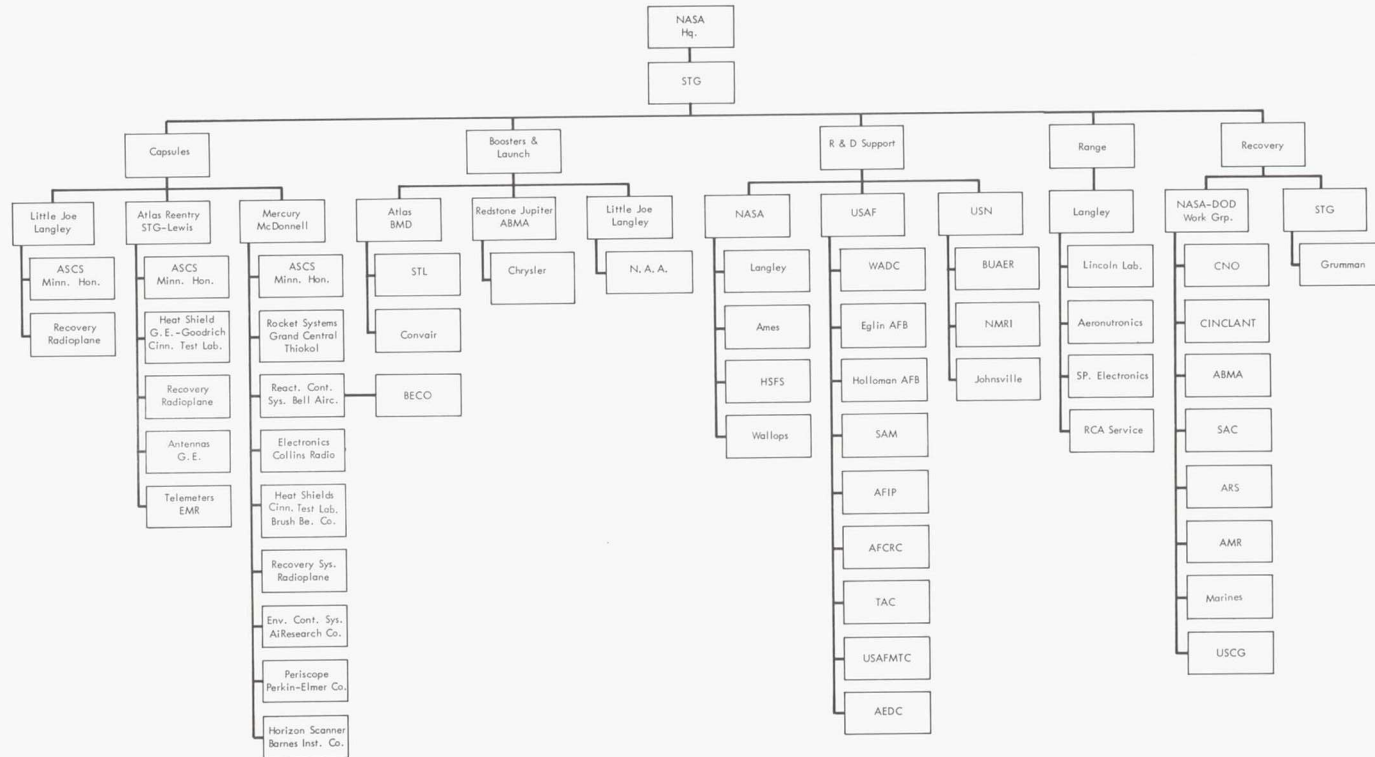 NASA
Hq.
STG
Capsules
Boosters &
Launch
R & D Support
Range
Recovery
Little Joe
Langley
Atlas Reentry
STG-Lewis
Mercury
McDonnell
Atlas
BMD
Redstone Jupiter
ABMA
Little Joe
Langley
NASA
USAF
USN
Langley
NASA-DOD
Work Grp.
STG
ASCS
Minn. Hon.
Recovery
Radioplane
ASCS
Minn. Hon.
Heat Shield
G.E.-Goodrich
Cinn. Test Lab.
Recovery
Radioplane
Antennas
G.E.
Telemeters
EMR
ASCS
Minn. Hon.
Rocket Systems
Grand Central
Thiokol
React. Cont.
Sys. Bell Airc.
BECO
Electronics
Collins Radio
Heat Shields
Cinn. Test Lab.
Brush Be. Co.
Recovery Sys.
Radioplane
Env. Cont. Sys.
AiResearch Co.
Periscope
Perkin-Elmer Co.
Horizon Scanner
Barnes Inst. Co.
STL
Convair
Chrysler
N. A. A.
Langley
Ames
HSFS
Wallops
WADC
Eglin AFB
Holloman AFB
SAM
AFIP
AFCRC
TAC
USAFMTC
AEDC
BUAER
NMRI
Johnsville
Lincoln Lab.
Aeronutronics
SP. Electronics
RCA Service
CNO
CINCLANT
ABMA
SAC
ARS
AMR
Marines
USCG
Grumman